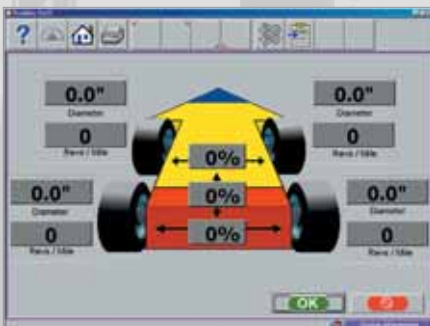 ?
0.0"
0.0"
Diameter
Diameter
0
0
Revs / Mile
Revs / Mile
0%
0.0"
0%
0.0"
Diameter
Diameter
0
0%
0
Revs / Mile
Revs / Mile
OK